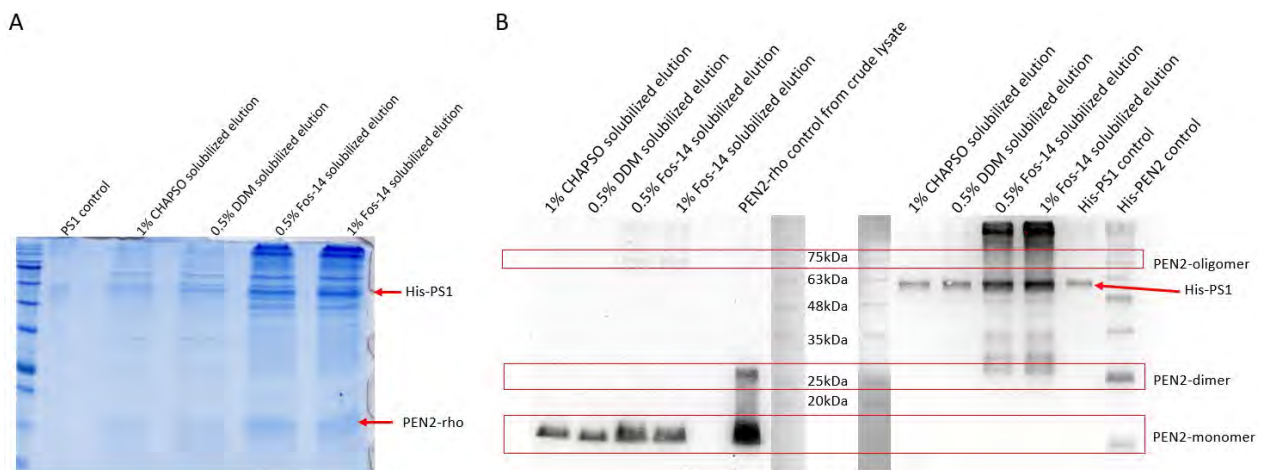 A
PS1 control
1% CHAPSO solubilized elution
0.5% DDM solubilized elution
0.5% Fos-14 solubilized elution
1% Fos-14 solubilized elution
His-PS1
PEN2-rho
B
1% CHAPSO solubilized elution
0.5% DDM solubilized elution
0.5% Fos-14 solubilized elution
1% Fos-14 solubilized elution
PEN2-rho control from crude lysate
1% CHAPSO solubilized elution
0.5% DDM solubilized elution
0.5% Fos-14 solubilized elution
1% Fos-14 solubilized elution
His-PS1 control
His-PEN2 control
75kDa
63kDa
48kDa
35kDa
25kDa
20kDa
PEN2-oligomer
His-PS1
PEN2-dimer
PEN2-monomer